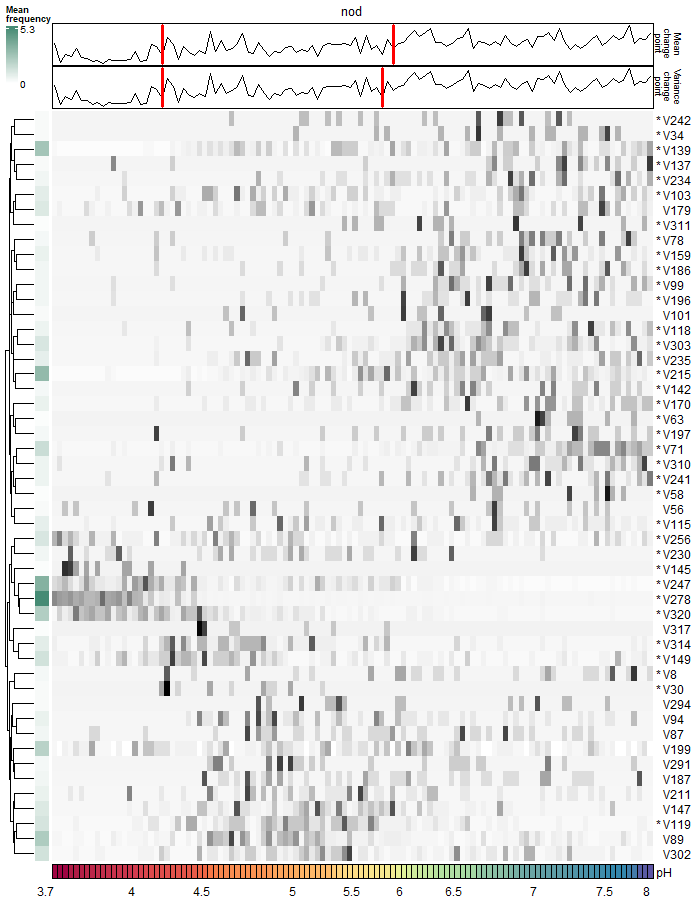 Mean
frequency
5.3
0
nod
Mean
change
point
Variance
change
point
* V242
* V34
* V139
* V137
* V234
* V103
V179
* V311
* V78
* V159
* V186
* V99
* V196
V101
* V118
* V303
* V235
* V215
* V142
* V170
* V63
* V197
* V71
* V310
* V241
* V58
V56
* V115
* V256
* V230
* V145
* V247
* V278
* V320
V317
* V314
* V149
* V8
* V30
V294
V94
V87
V199
V291
V187
V211
V147
* V119
V89
V302
pH
3.7 4 4.5 5 5.5 6 6.5 7 7.5 8